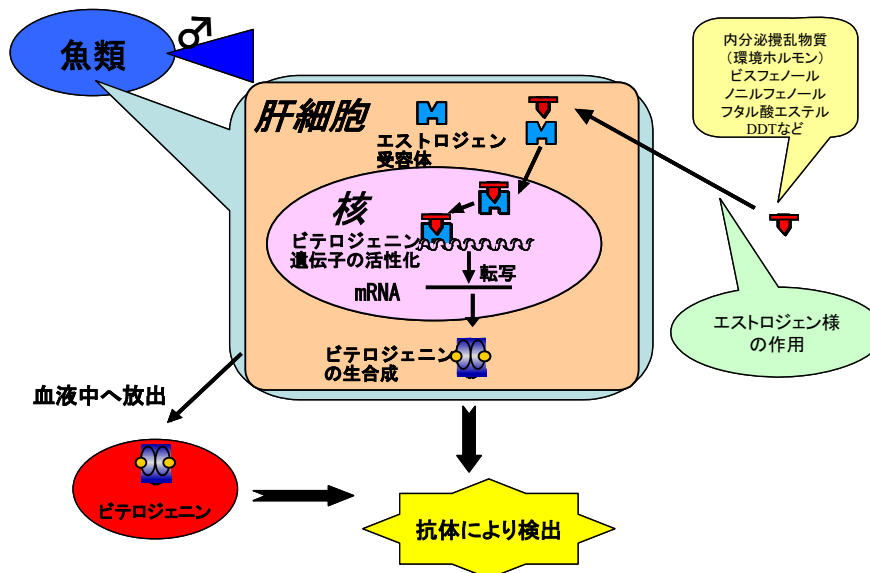 魚類
♂
内分泌撹乱物質
(環境ホルモン)
ビスフェノール
ノニルフェノール
フタル酸エステル
DDTなど
肝細胞
エストロジェン
受容体
核
ビテロジェニン
遺伝子の活性化
転写
mRNA
エストロジェン様
の作用
ビテロジェニン
の生合成
血液中へ放出
ビテロジェニン
抗体により検出